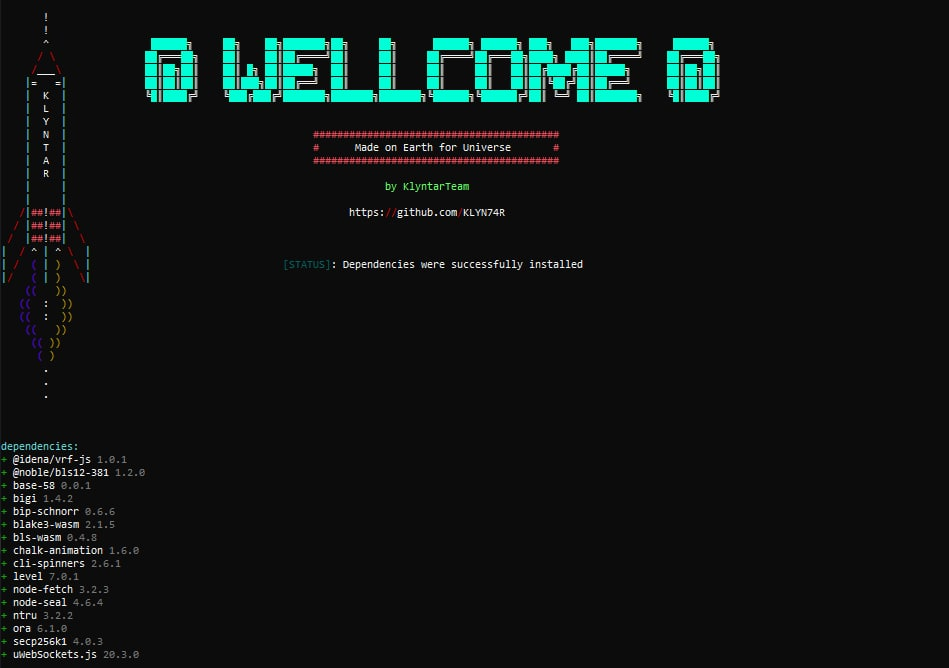 @ WELLCOME @
KLYNTAR
########################################
# Made on Earth for Universe #
########################################
by KlyntarTeam
https://github.com/KLYN74R
[STATUS]: Dependencies were successfully installed
dependencies:
+ @idena/vrf-js 1.0.1
+ @noble/bls12-381 1.2.0
+ base-58 0.0.1
+ bigi 1.4.2
+ bip-schnorr 0.6.6
+ blake3-wasm 2.1.5
+ bls-wasm 0.4.8
+ chalk-animation 1.6.0
+ cli-spinners 2.6.1
+ level 7.0.1
+ node-fetch 3.2.3
+ node-seal 4.6.4
+ ntru 3.2.2
+ ora 6.1.0
+ secp256k1 4.0.3
+ uWebSockets.js 20.3.0